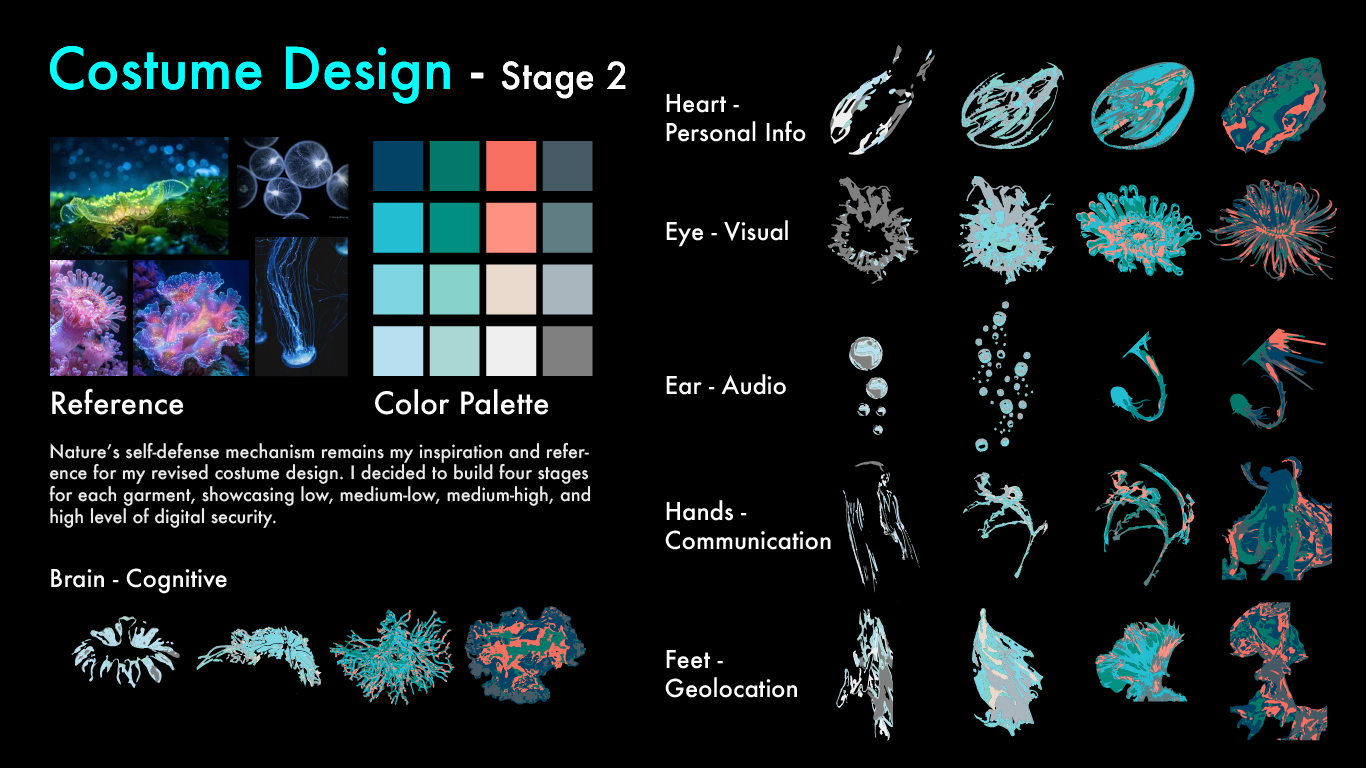 Costume Design - Stage 2
Reference
Color Palette
Nature's self-defense mechanism remains my inspiration and refer-
ence for my revised costume design. I decided to build four stages
for each garment, showcasing low, medium-low, medium-high, and
high level of digital security.
Brain - Cognitive
Heart -
Personal Info
Eye - Visual
Ear - Audio
Hands -
Communication
Feet -
Geolocation